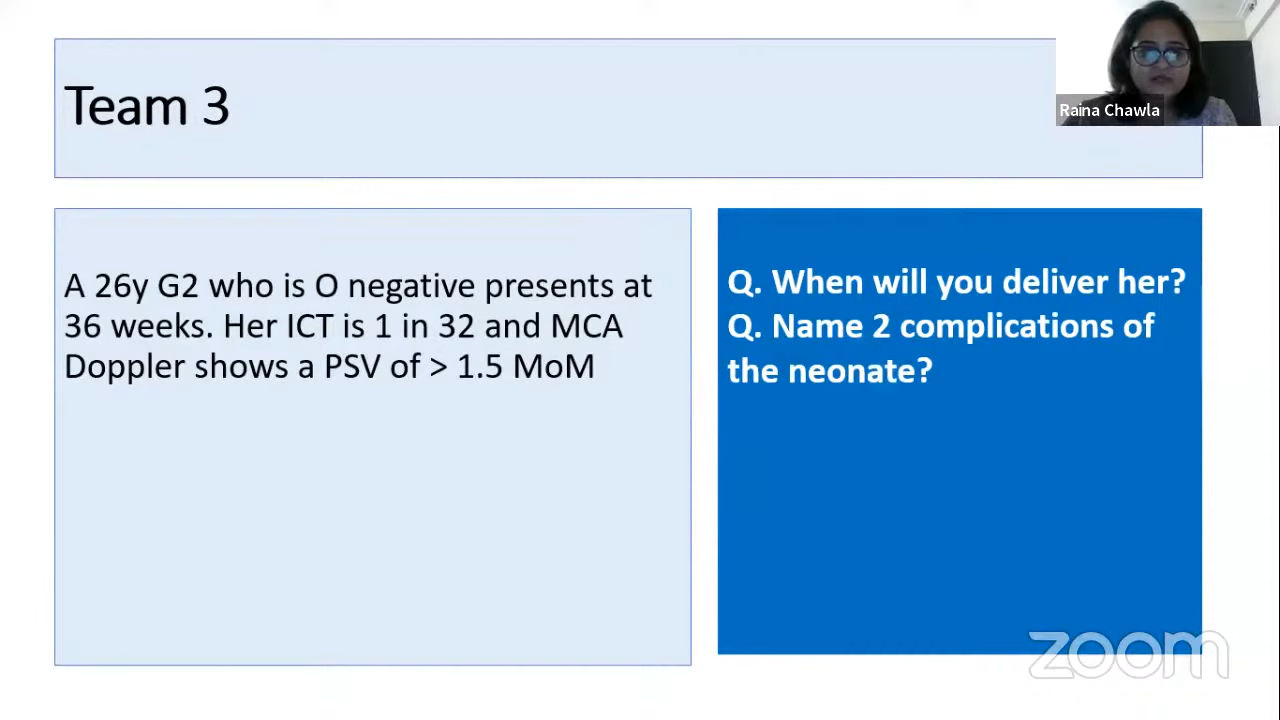 Team 3
Raina Chawla
A 26y G2 who is O negative presents at
36 weeks. Her ICT is 1 in 32 and MCA
Doppler shows a PSV of > 1.5 MoM
Q. When will you deliver her?
Q. Name 2 complications of
the neonate?
zoom